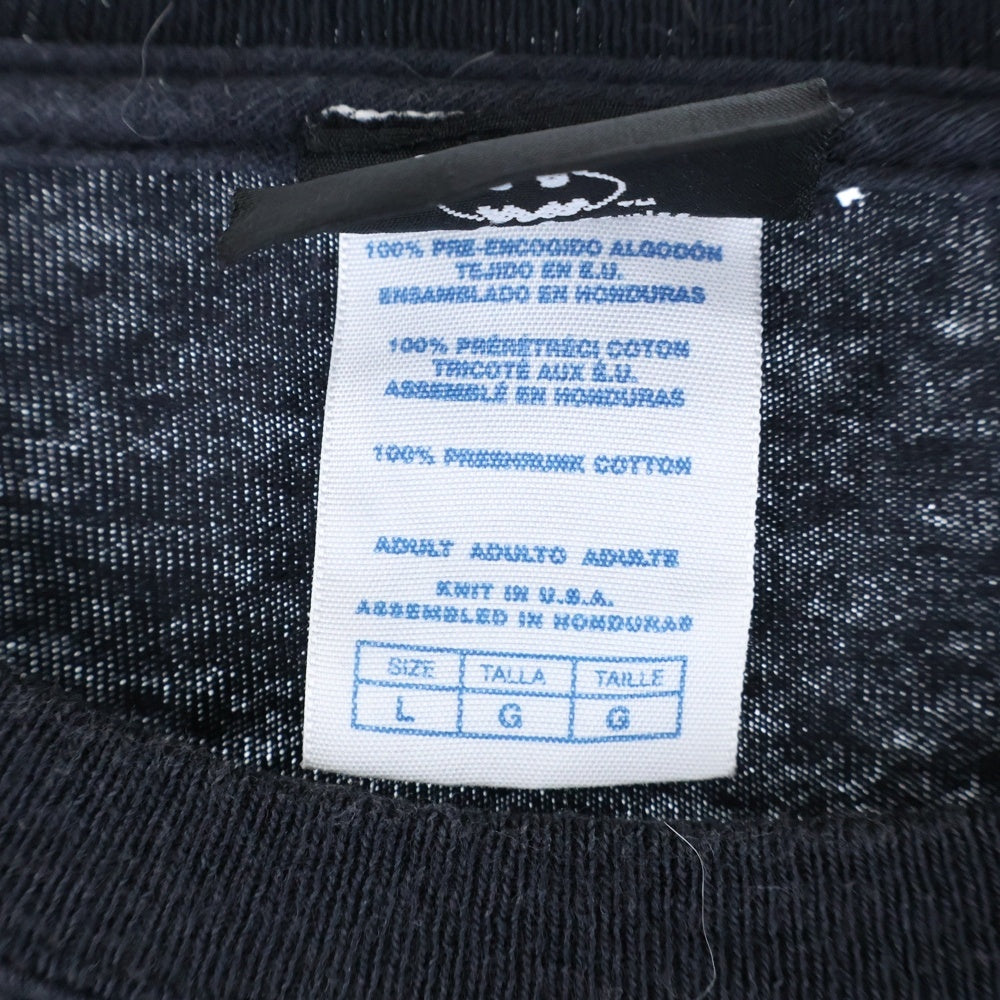 TM
100% PRE-ENCOGIDO ALGODÓN
TEJIDO EN E.U.
ENSAMBLADO EN HONDURAS
100% PRÉRÉTRÉCI COTON
TRICOTÉ AUX É.U.
ASSEMBLÉ EN HONDURAS
100% PRESHRUNK COTTON
ADULT ADULTO ADULTE
KNIT IN U.S.A.
ASSEMBLED IN HONDURAS
SIZE TALLA TAILLE
L G G